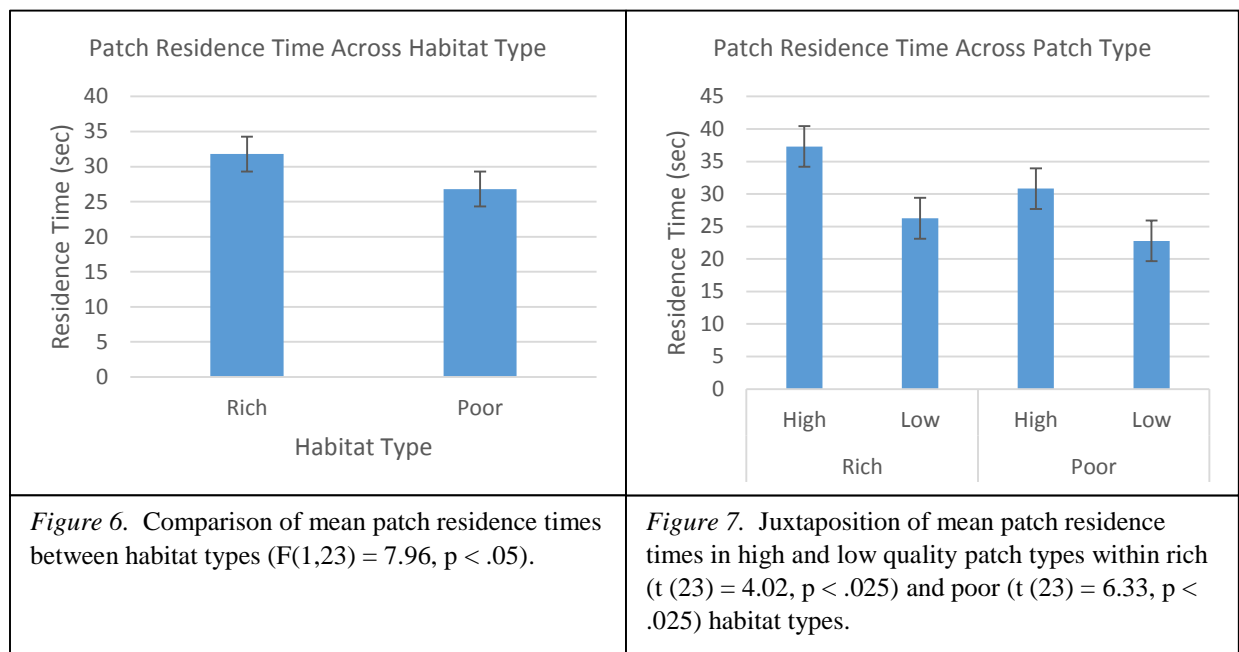 Patch Residence Time Across Habitat Type
40
35
30
25
20
15
10
5
0
Residence Time (sec)
Rich Poor
Habitat Type
Patch Residence Time Across Patch Type
45
40
35
30
25
20
15
10
5
0
Residence Time (sec)
High Low High Low
Rich Poor
Figure 6. Comparison of mean patch residence times
between habitat types (F(1,23) = 7.96, p < .05).
Figure 7. Juxtaposition of mean patch residence
times in high and low quality patch types within rich
(t (23) = 4.02, p < .025) and poor (t (23) = 6.33, p <
.025) habitat types.